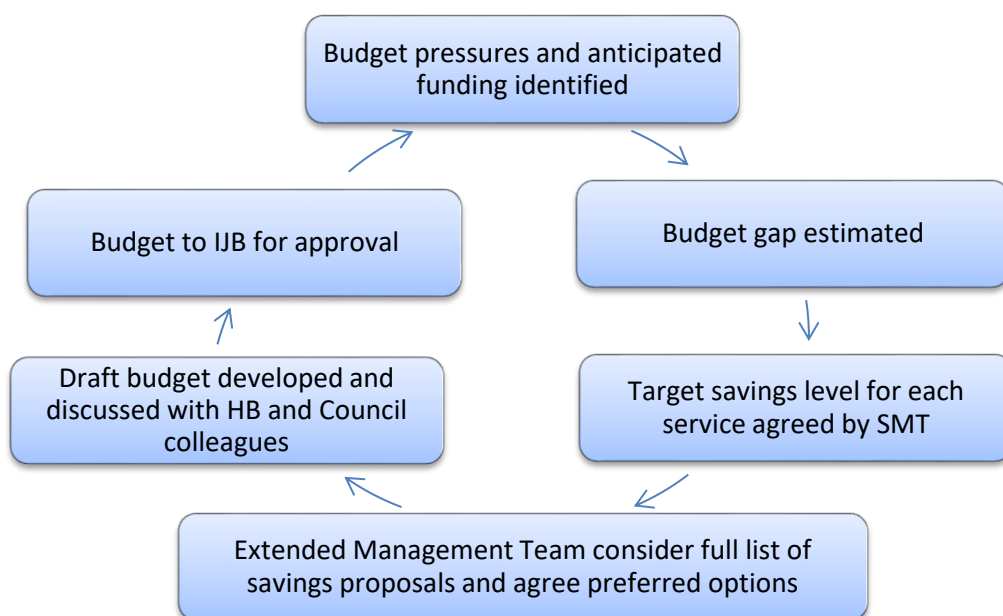 Budget pressures and anticipated
funding identified
Budget gap estimated
Target savings level for each
service agreed by SMT
Extended Management Team consider full list of
savings proposals and agree preferred options
Draft budget developed and
discussed with HB and Council
colleagues
Budget to IJB for approval